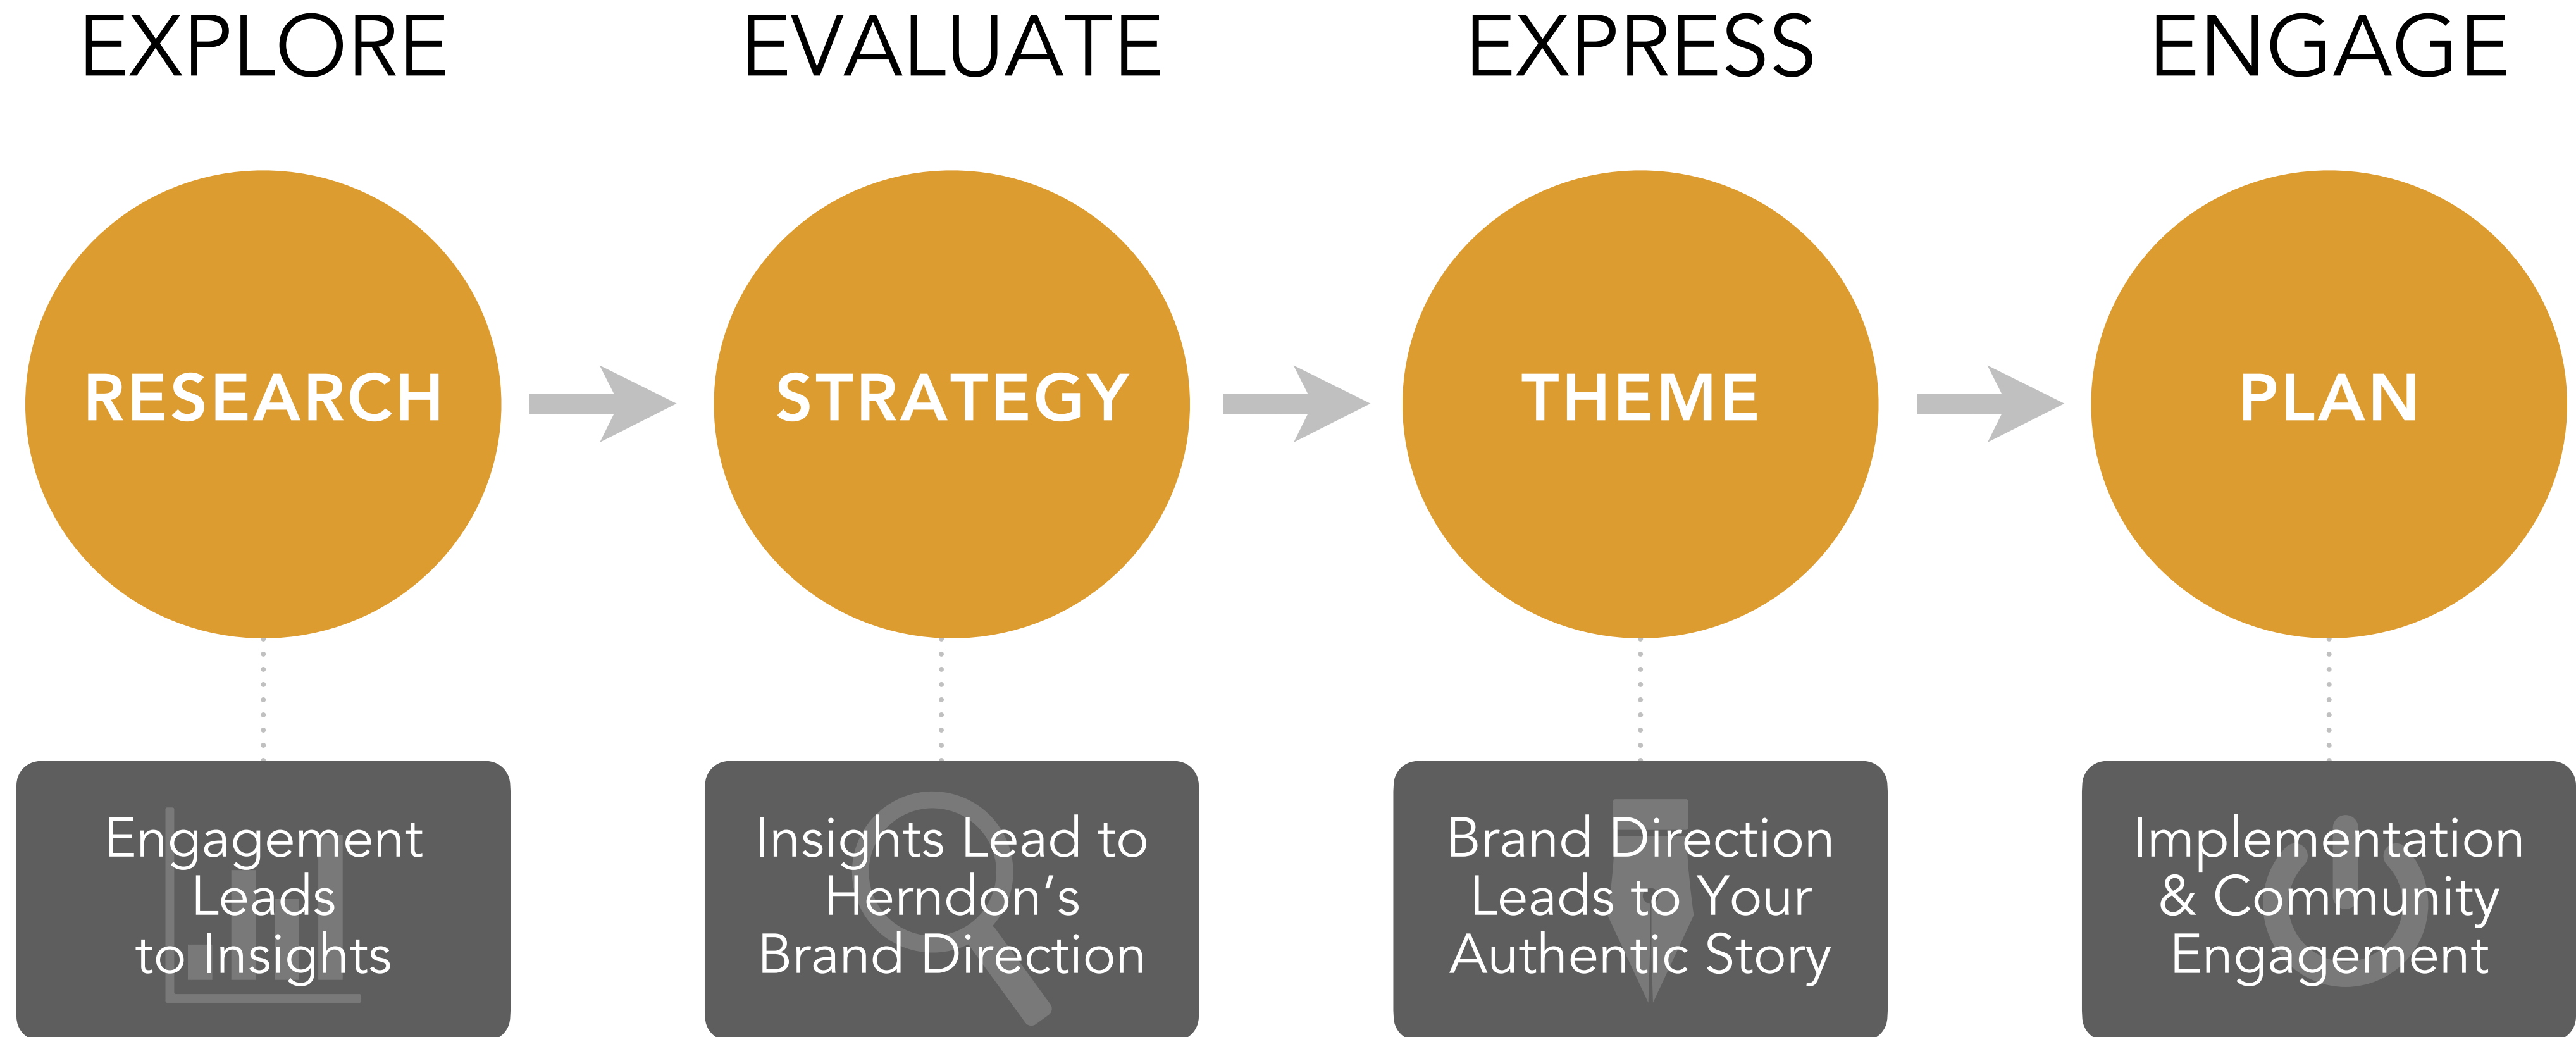 EXPLORE
EVALUATE
EXPRESS
ENGAGE
RESEARCH
STRATEGY
THEME
PLAN
Engagement
Leads
to Insights
Insights Lead to
Herndon’s
Brand Direction
Brand Direction
Leads to Your
Authentic Story
Implementation
& Community
Engagement